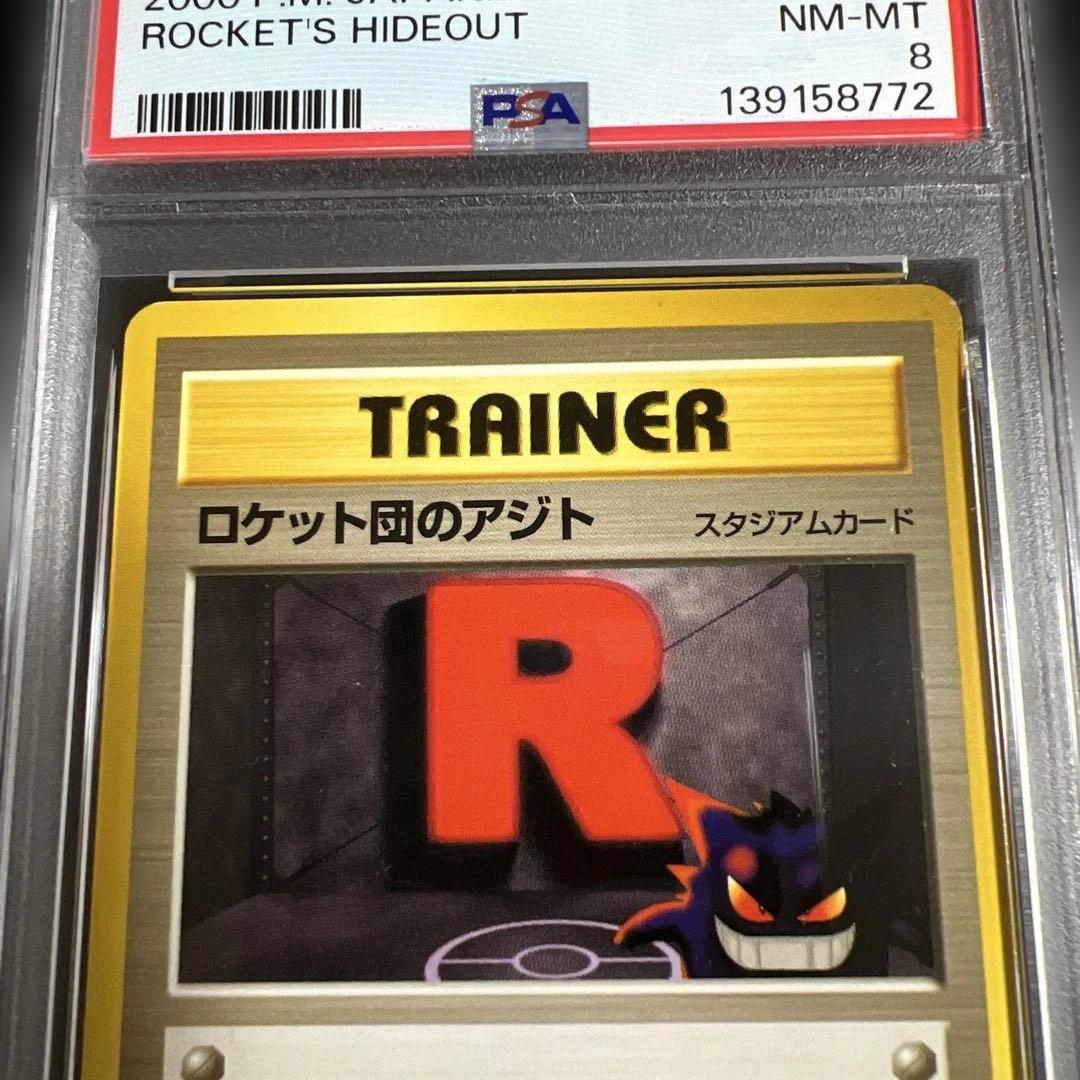 ROCKET'S HIDEOUT
NM-MT
8
PSA
139158772
TRAINER
ロケット団のアジト
スタジアムカード
R